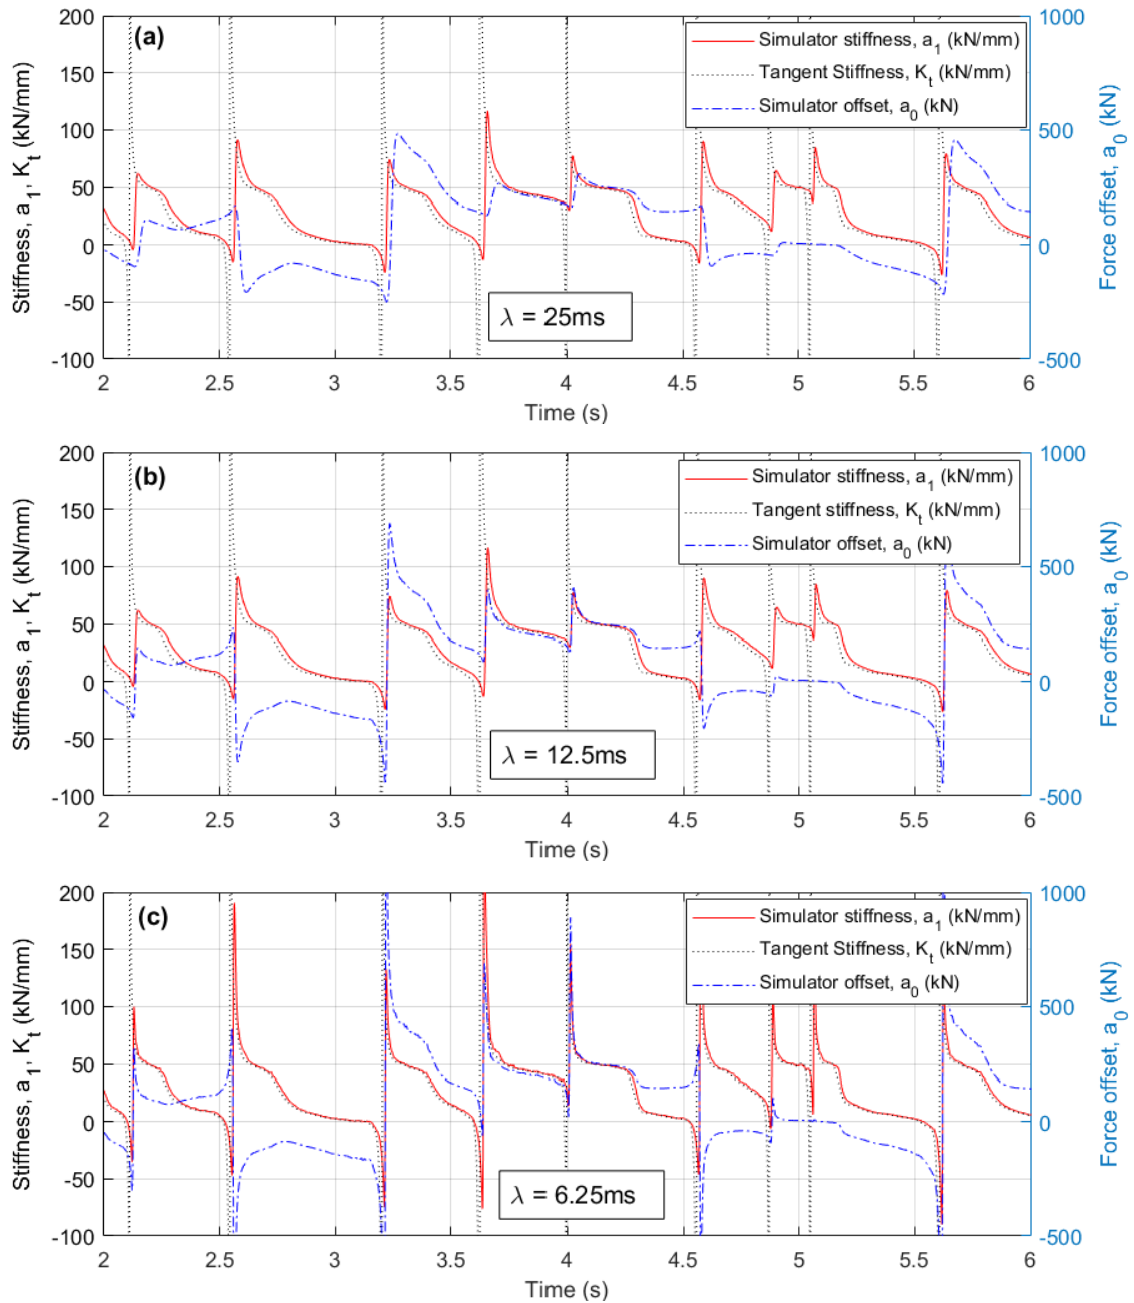 (a)
200
150
100
50
0
-50
-100
Stiffness, a1, Kt (kN/mm)
Simulator stiffness, a1 (kN/mm)
Tangent Stiffness, Kt (kN/mm)
Simulator offset, a0 (kN)
λ = 25ms
1000
500
0
-500
Force offset, a0 (kN)
2 2.5 3 3.5 4 4.5 5 5.5 6
Time (s)
(b)
200
150
100
50
0
-50
-100
Stiffness, a1, Kt (kN/mm)
Simulator stiffness, a1 (kN/mm)
Tangent stiffness, Kt (kN/mm)
Simulator offset, a0 (kN)
λ = 12.5ms
1000
500
0
-500
Force offset, a0 (kN)
2 2.5 3 3.5 4 4.5 5 5.5 6
Time (s)
(c)
200
150
100
50
0
-50
-100
Stiffness, a1, Kt (kN/mm)
Simulator stiffness, a1 (kN/mm)
Tangent Stiffness, Kt (kN/mm)
Simulator offset, a0 (kN)
λ = 6.25ms
1000
500
0
-500
Force offset, a0 (kN)
2 2.5 3 3.5 4 4.5 5 5.5 6
Time (s)